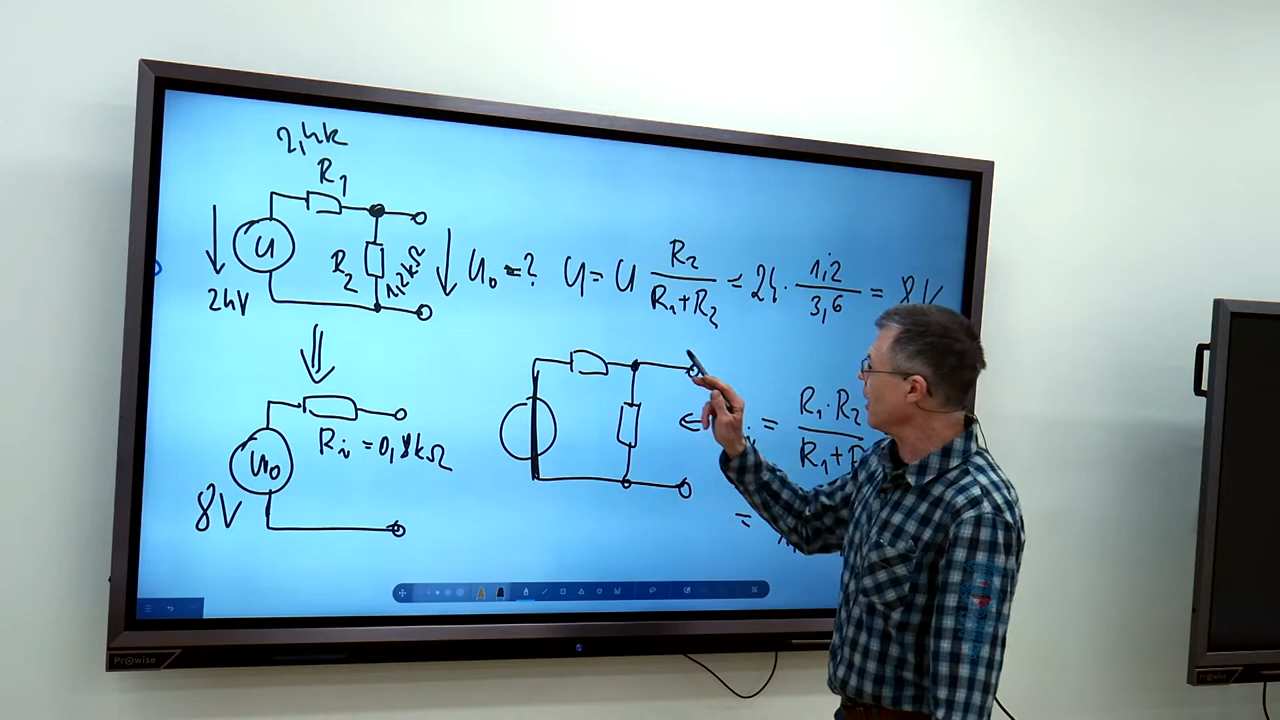 2,4k
R1
U
24V
R2
1,2kΩ
U0 = ? U = U R2 / R1+R2 = 24 · 1,2 / 3,6 = 8V
U0
8V
Ri = 0,8kΩ
= R1 · R2 / R1+
=
Prowise
Prowise